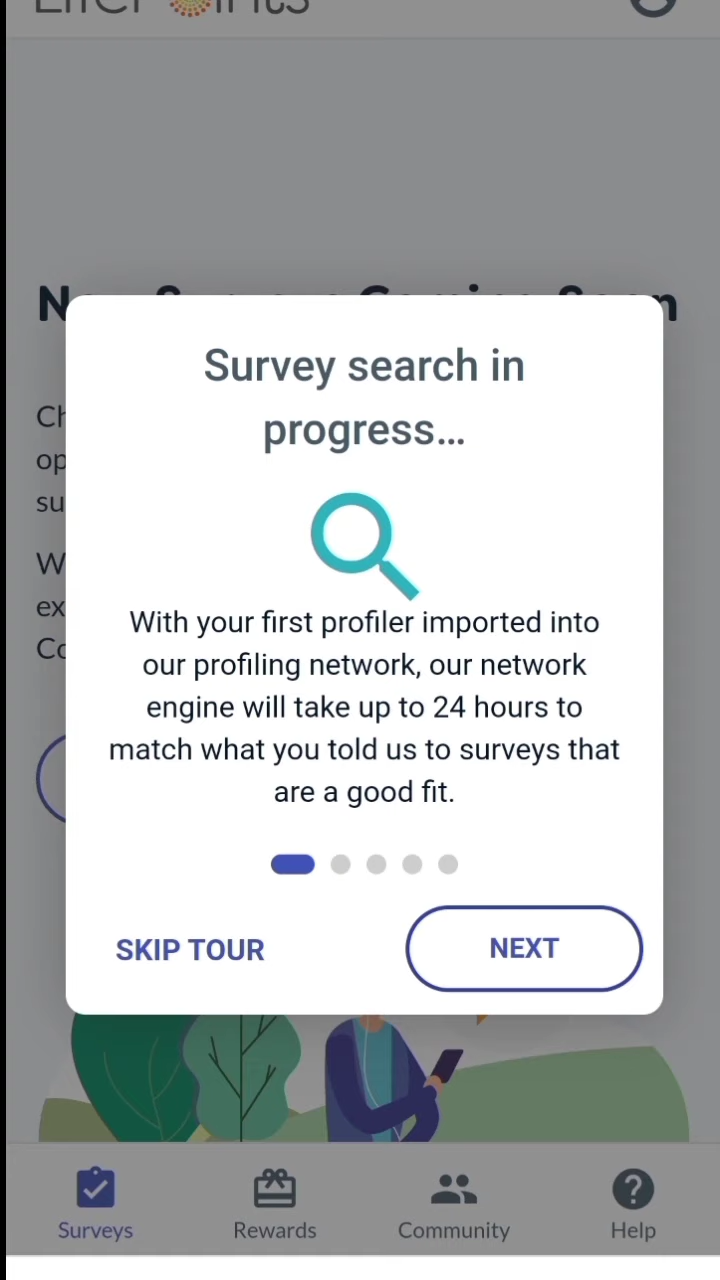 Survey search in
progress...
With your first profiler imported into
our profiling network, our network
engine will take up to 24 hours to
match what you told us to surveys that
are a good fit.
SKIP TOUR
NEXT
Surveys
Rewards
Community
Help